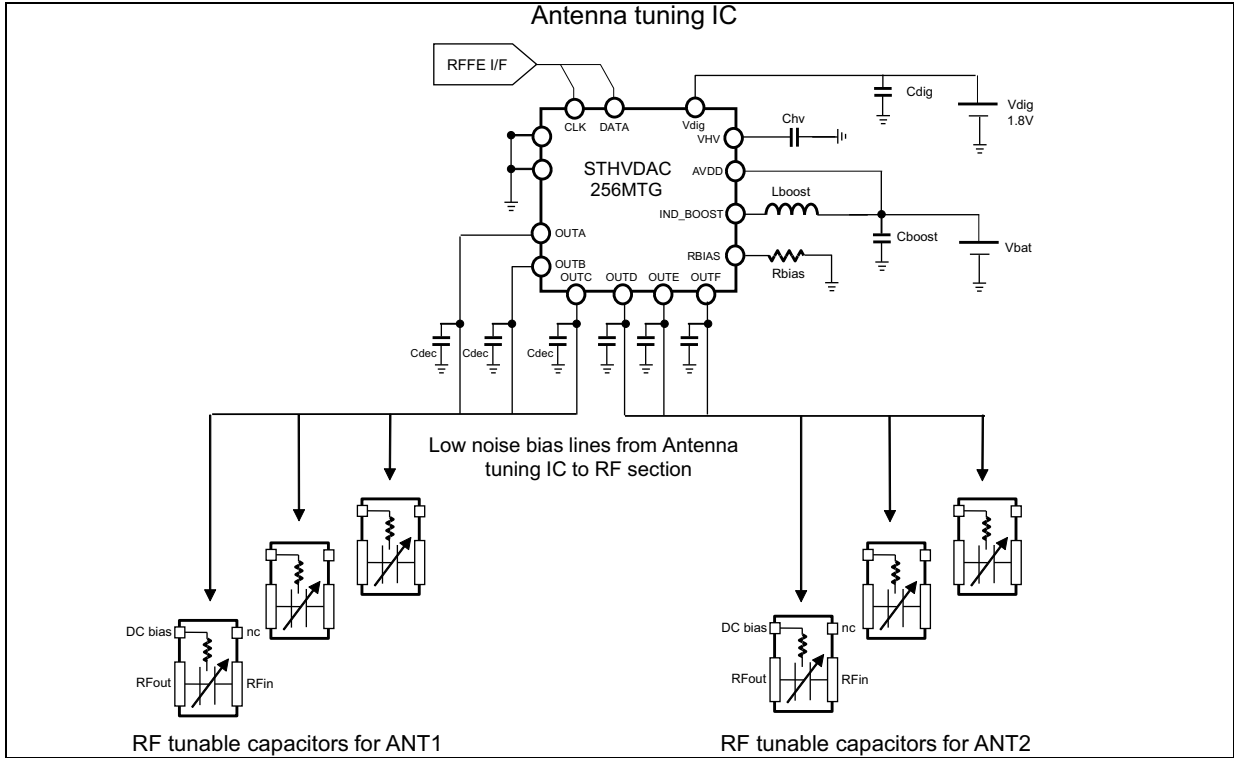 Antenna tuning IC
RFFE I/F
CLK
DATA
Vdig
VHV
AVDD
IND_BOOST
RBIAS
STHVDAC
256MTG
OUTA
OUTB
OUTC
OUTD
OUTE
OUTF
Cdig
Vdig
1.8V
Chv
Lboost
Cboost
Vbat
Rbias
Cdec
Cdec
Cdec
Low noise bias lines from Antenna
tuning IC to RF section
DC bias
nc
RFout
RFin
DC bias
nc
RFout
RFin
RF tunable capacitors for ANT1
RF tunable capacitors for ANT2